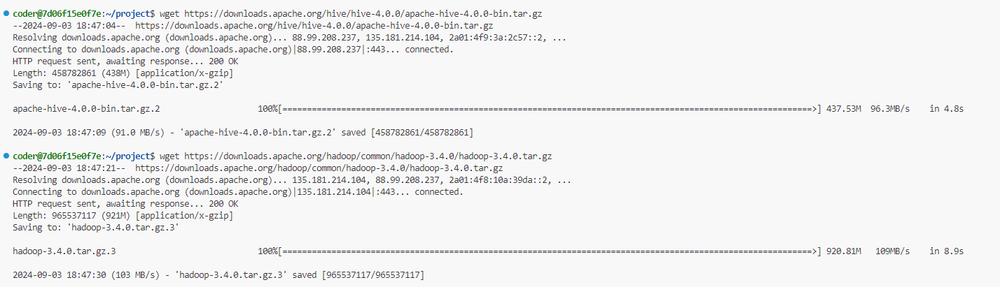 coder@7d06f15e0f7e:~/project$ wget https://downloads.apache.org/hive/hive-4.0.0/apache-hive-4.0.0-bin.tar.gz
--2024-09-03 18:47:04--  https://downloads.apache.org/hive/hive-4.0.0/apache-hive-4.0.0-bin.tar.gz
Resolving downloads.apache.org (downloads.apache.org)... 88.99.208.237, 135.181.214.104, 2a01:4f9:3a:2c57::2, ...
Connecting to downloads.apache.org (downloads.apache.org)|88.99.208.237|:443... connected.
HTTP request sent, awaiting response... 200 OK
Length: 458782861 (438M) [application/x-gzip]
Saving to: 'apache-hive-4.0.0-bin.tar.gz.2'
apache-hive-4.0.0-bin.tar.gz.2 100%[============================================================================================================>] 437.53M 96.3MB/s in 4.8s
2024-09-03 18:47:09 (91.0 MB/s) - 'apache-hive-4.0.0-bin.tar.gz.2' saved [458782861/458782861]
coder@7d06f15e0f7e:~/project$ wget https://downloads.apache.org/hadoop/common/hadoop-3.4.0/hadoop-3.4.0.tar.gz
--2024-09-03 18:47:21--  https://downloads.apache.org/hadoop/common/hadoop-3.4.0/hadoop-3.4.0.tar.gz
Resolving downloads.apache.org (downloads.apache.org)... 135.181.214.104, 88.99.208.237, 2a01:4f8:10a:39da::2, ...
Connecting to downloads.apache.org (downloads.apache.org)|135.181.214.104|:443... connected.
HTTP request sent, awaiting response... 200 OK
Length: 965537117 (921M) [application/x-gzip]
Saving to: 'hadoop-3.4.0.tar.gz.3'
hadoop-3.4.0.tar.gz.3 100%[============================================================================================================>] 920.81M 109MB/s in 8.9s
2024-09-03 18:47:30 (103 MB/s) - 'hadoop-3.4.0.tar.gz.3' saved [965537117/965537117]